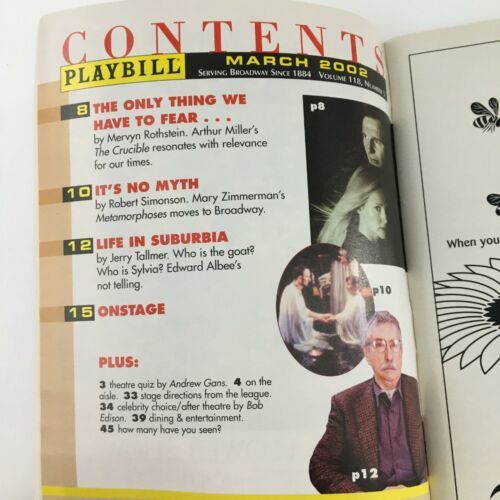 CONTENTS
PLAYBILL
MARCH 2002
SERVING BROADWAY SINCE 1884 VOLUME 118, NUMBER
8 THE ONLY THING WE
HAVE TO FEAR . . .
by Mervyn Rothstein. Arthur Miller's
The Crucible resonates with relevance
for our times.
p8
10 IT'S NO MYTH
by Robert Simonson. Mary Zimmerman's
Metamorphoses moves to Broadway.
When you
12 LIFE IN SUBURBIA
by Jerry Tallmer. Who is the goat?
Who is Sylvia? Edward Albee's
not telling.
p10
15 ONSTAGE
PLUS:
3 theatre quiz by Andrew Gans. 4 on the
aisle. 33 stage directions from the league.
34 celebrity choice/after theatre by Bob
Edison. 39 dining & entertainment.
45 how many have you seen?
p12